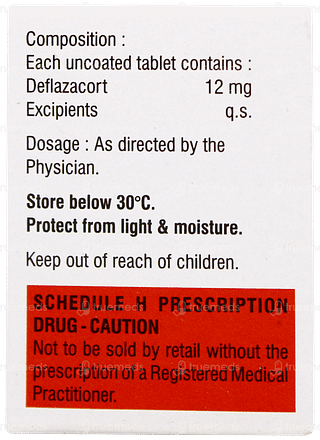 Composition :
Each uncoated tablet contains :
Deflazacort 12 mg
Excipients q.s.
Dosage : As directed by the
Physician.
Store below 30°C.
Protect from light & moisture.
Keep out of reach of children.
SCHEDULE H PRESCRIPTION
DRUG - CAUTION
Not to be sold by retail without the
prescription of a Registered Medical
Practitioner.
truemeds